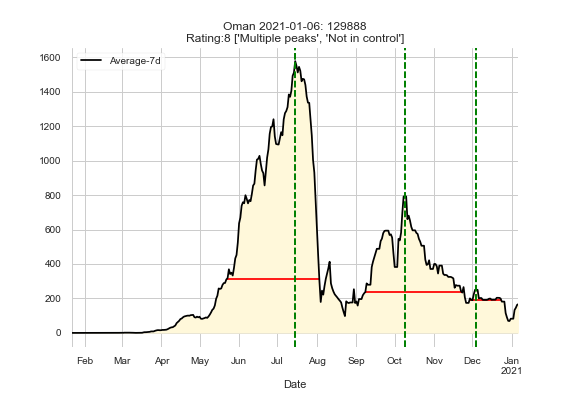 Oman 2021-01-06: 129888
Rating:8 ['Multiple peaks', 'Not in control']
Average-7d
1600
1400
1200
1000
800
600
400
200
0
Feb Mar Apr May Jun Jul Aug Sep Oct Nov Dec Jan
2021
Date